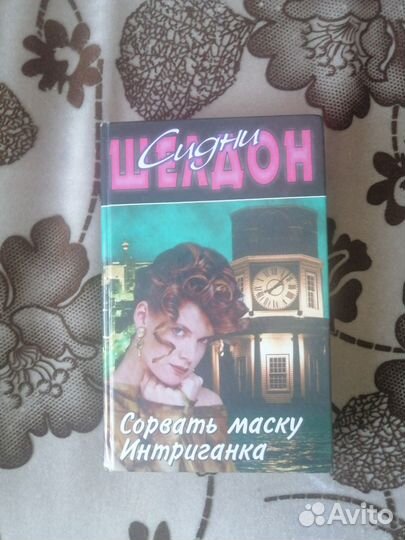 Сидни
ШЕЛДОН
Сорвать маску
Интриганка
Avito